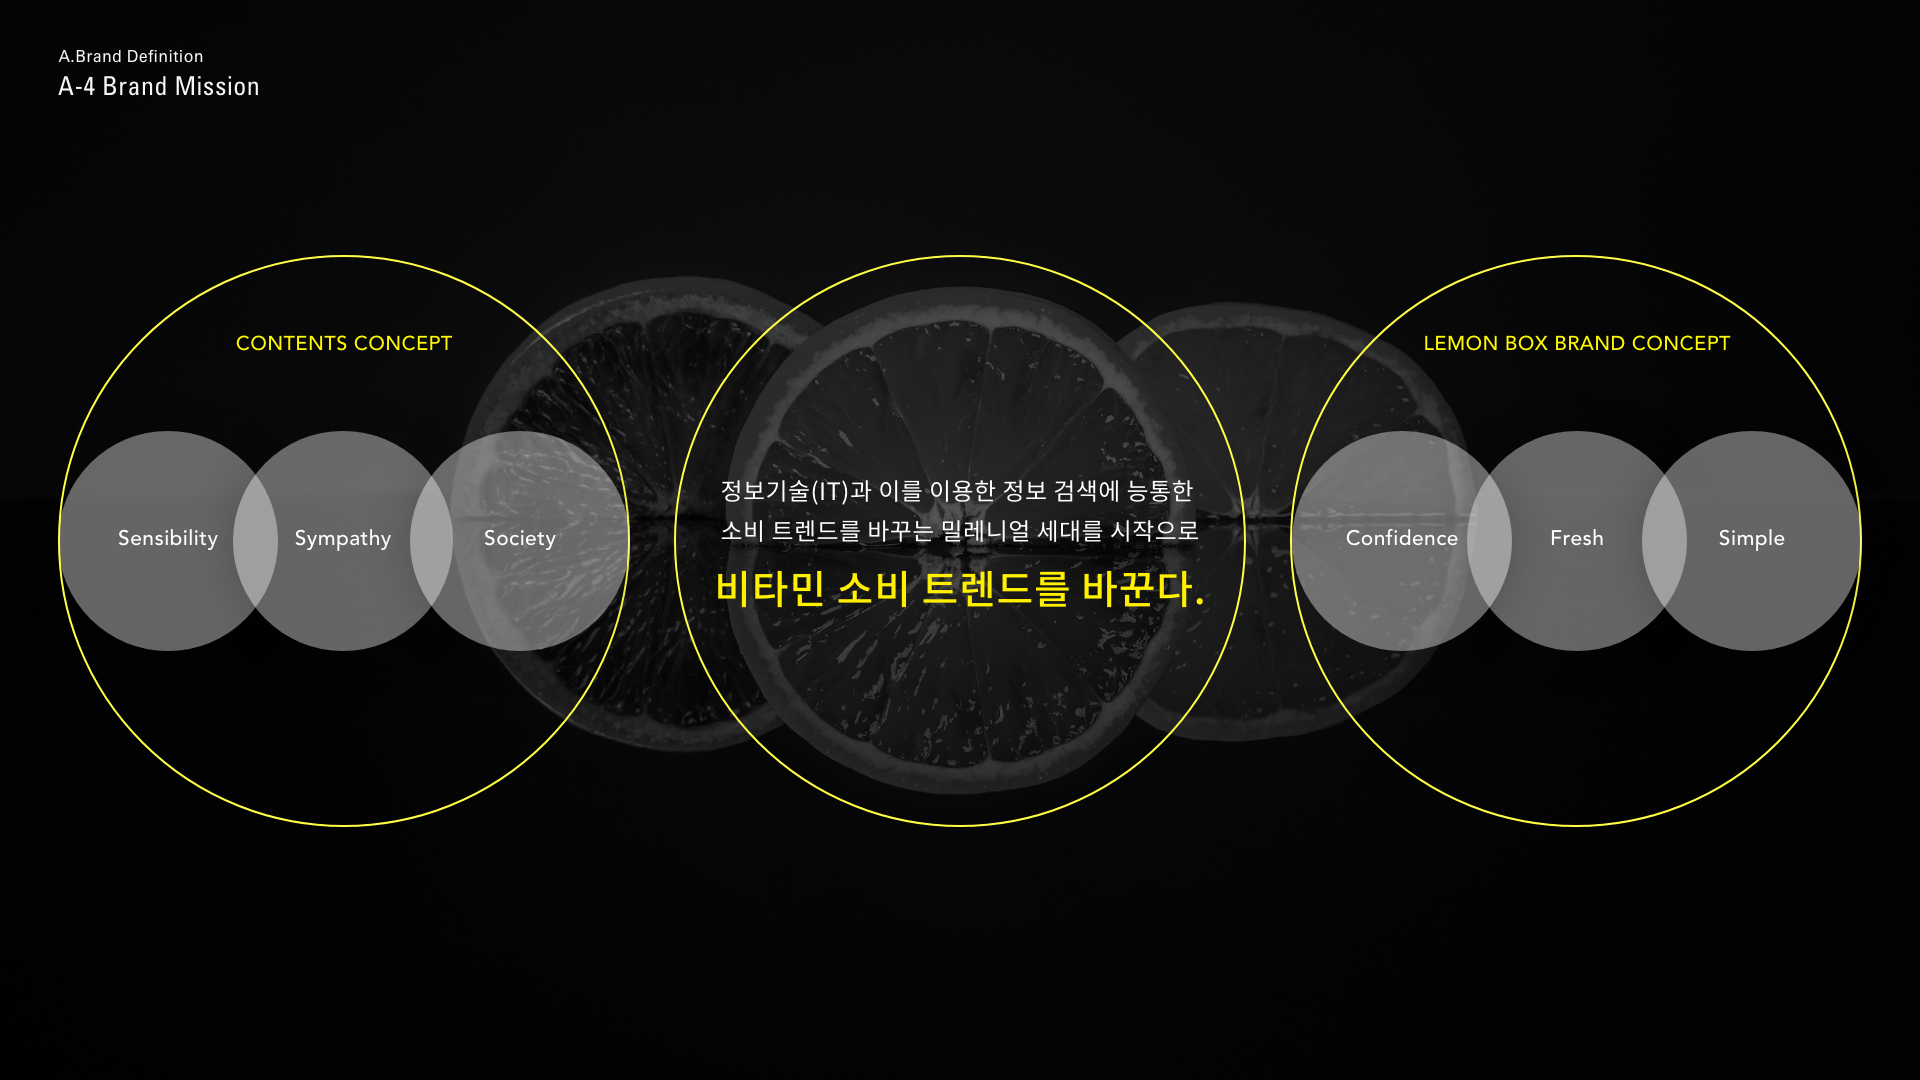 A.Brand Definition
A-4 Brand Mission
CONTENTS CONCEPT
Sensibility
Sympathy
Society
정보기술(IT)과 이를 이용한 정보 검색에 능통한
소비 트렌드를 바꾸는 밀레니얼 세대를 시작으로
비타민 소비 트렌드를 바꾼다.
LEMON BOX BRAND CONCEPT
Confidence
Fresh
Simple